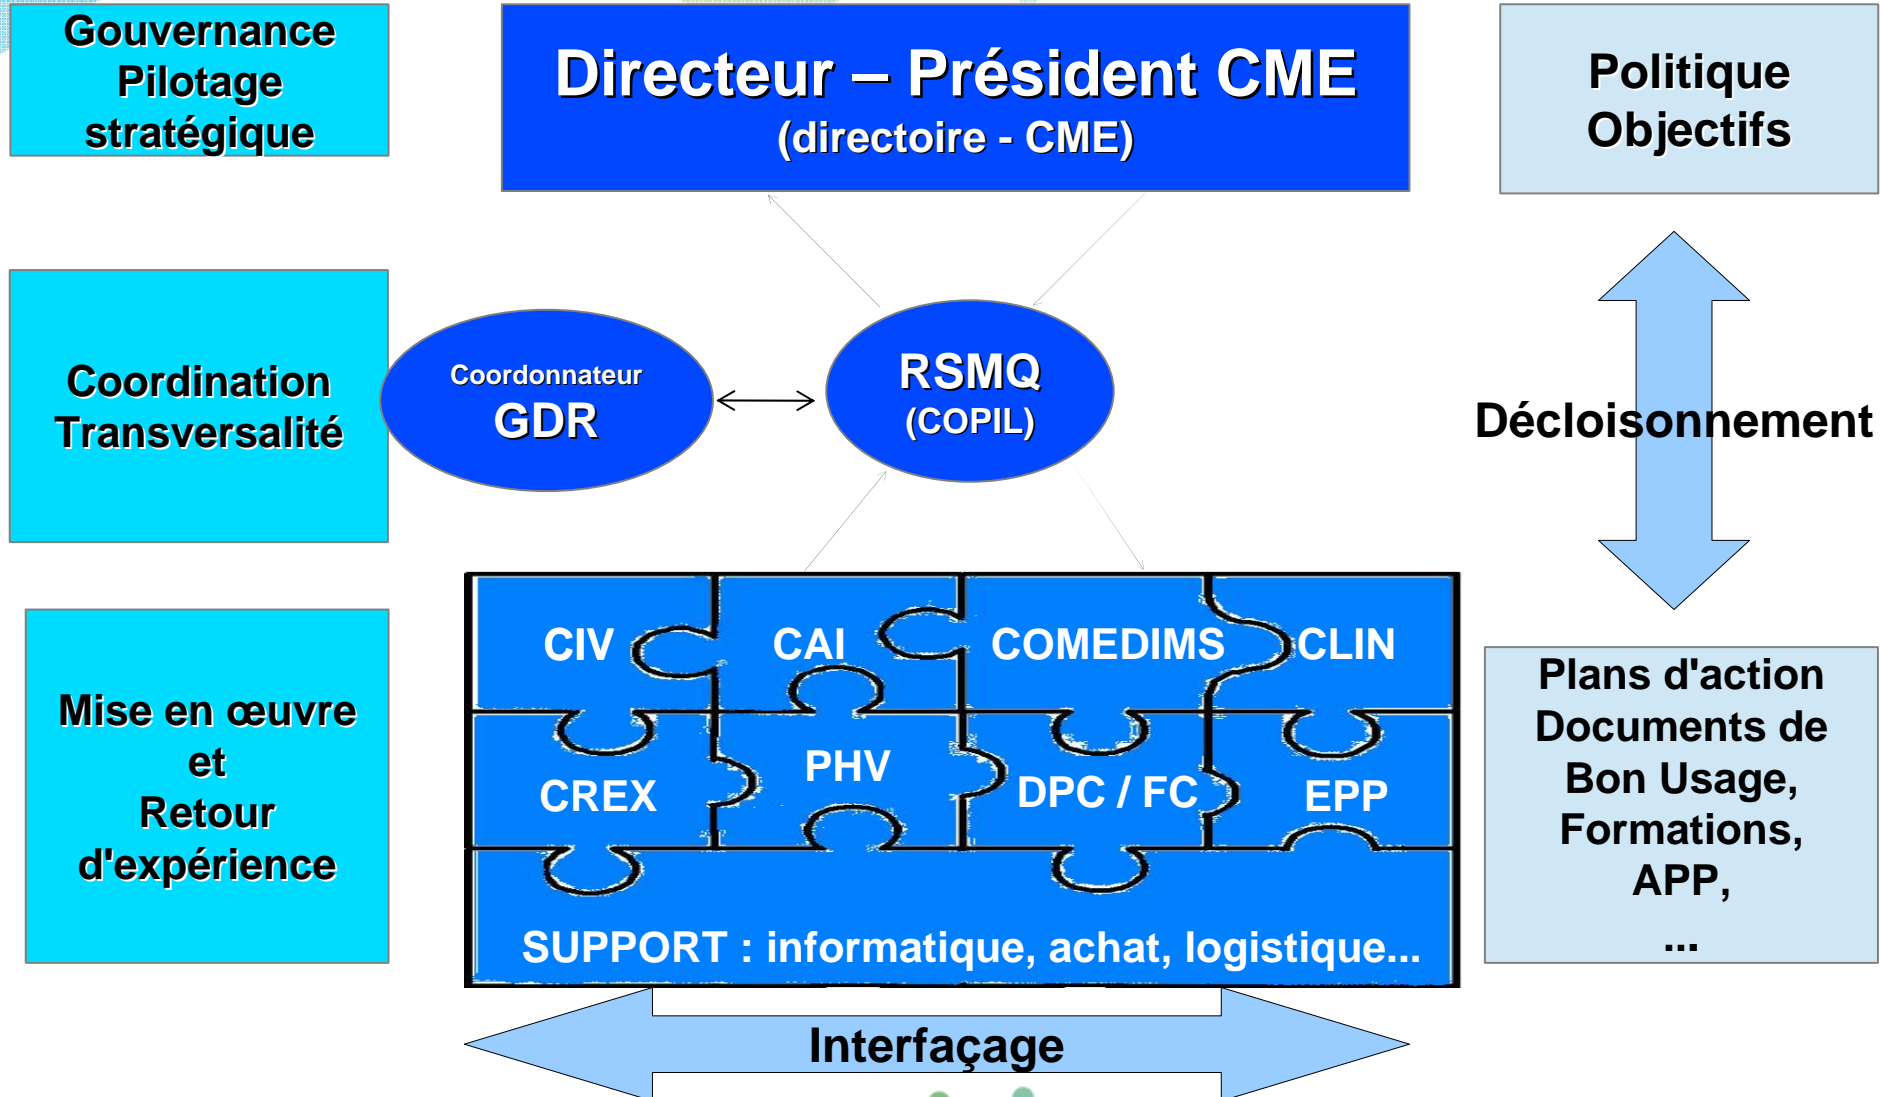 Gouvernance
Pilotage
stratégique
Directeur – Président CME
(directoire - CME)
Politique
Objectifs
Coordination
Transversalité
Coordonnateur
GDR
RSMQ
(COPIL)
Décloisonnement
Mise en œuvre
et
Retour
d'expérience
CIV
CAI
COMEDIMS
CLIN
CREX
PHV
DPC / FC
EPP
SUPPORT : informatique, achat, logistique...
Plans d'action
Documents de
Bon Usage,
Formations,
APP,
...
Interfaçage